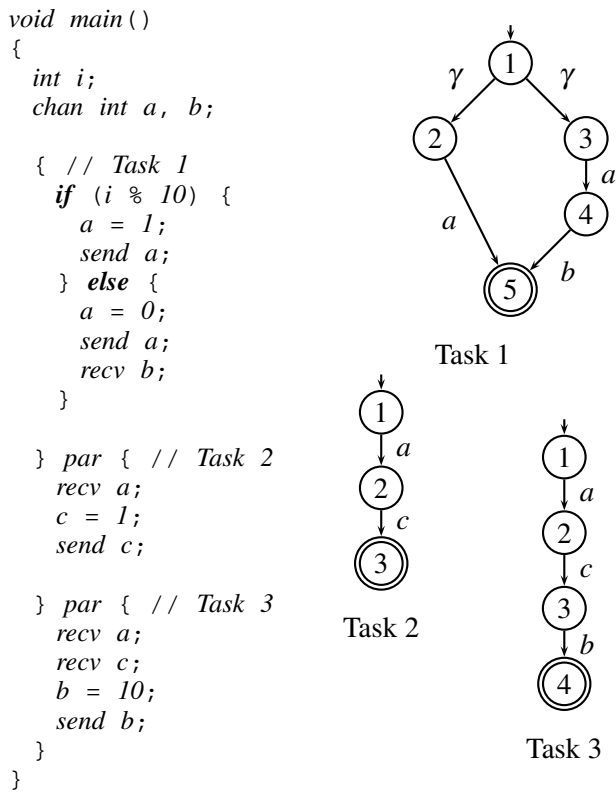 void main()
{
int i;
chan int a, b;
{ // Task 1
if (i % 10) {
a = 1;
send a;
} else {
a = 0;
send a;
recv b;
}
} par { // Task 2
recv a;
c = 1;
send c;
} par { // Task 3
recv a;
recv c;
b = 10;
send b;
}
}
1
γ γ
2 3
a
a 4
b
5
Task 1
1
a
2
c
3
Task 2
1
a
2
c
3
b
4
Task 3